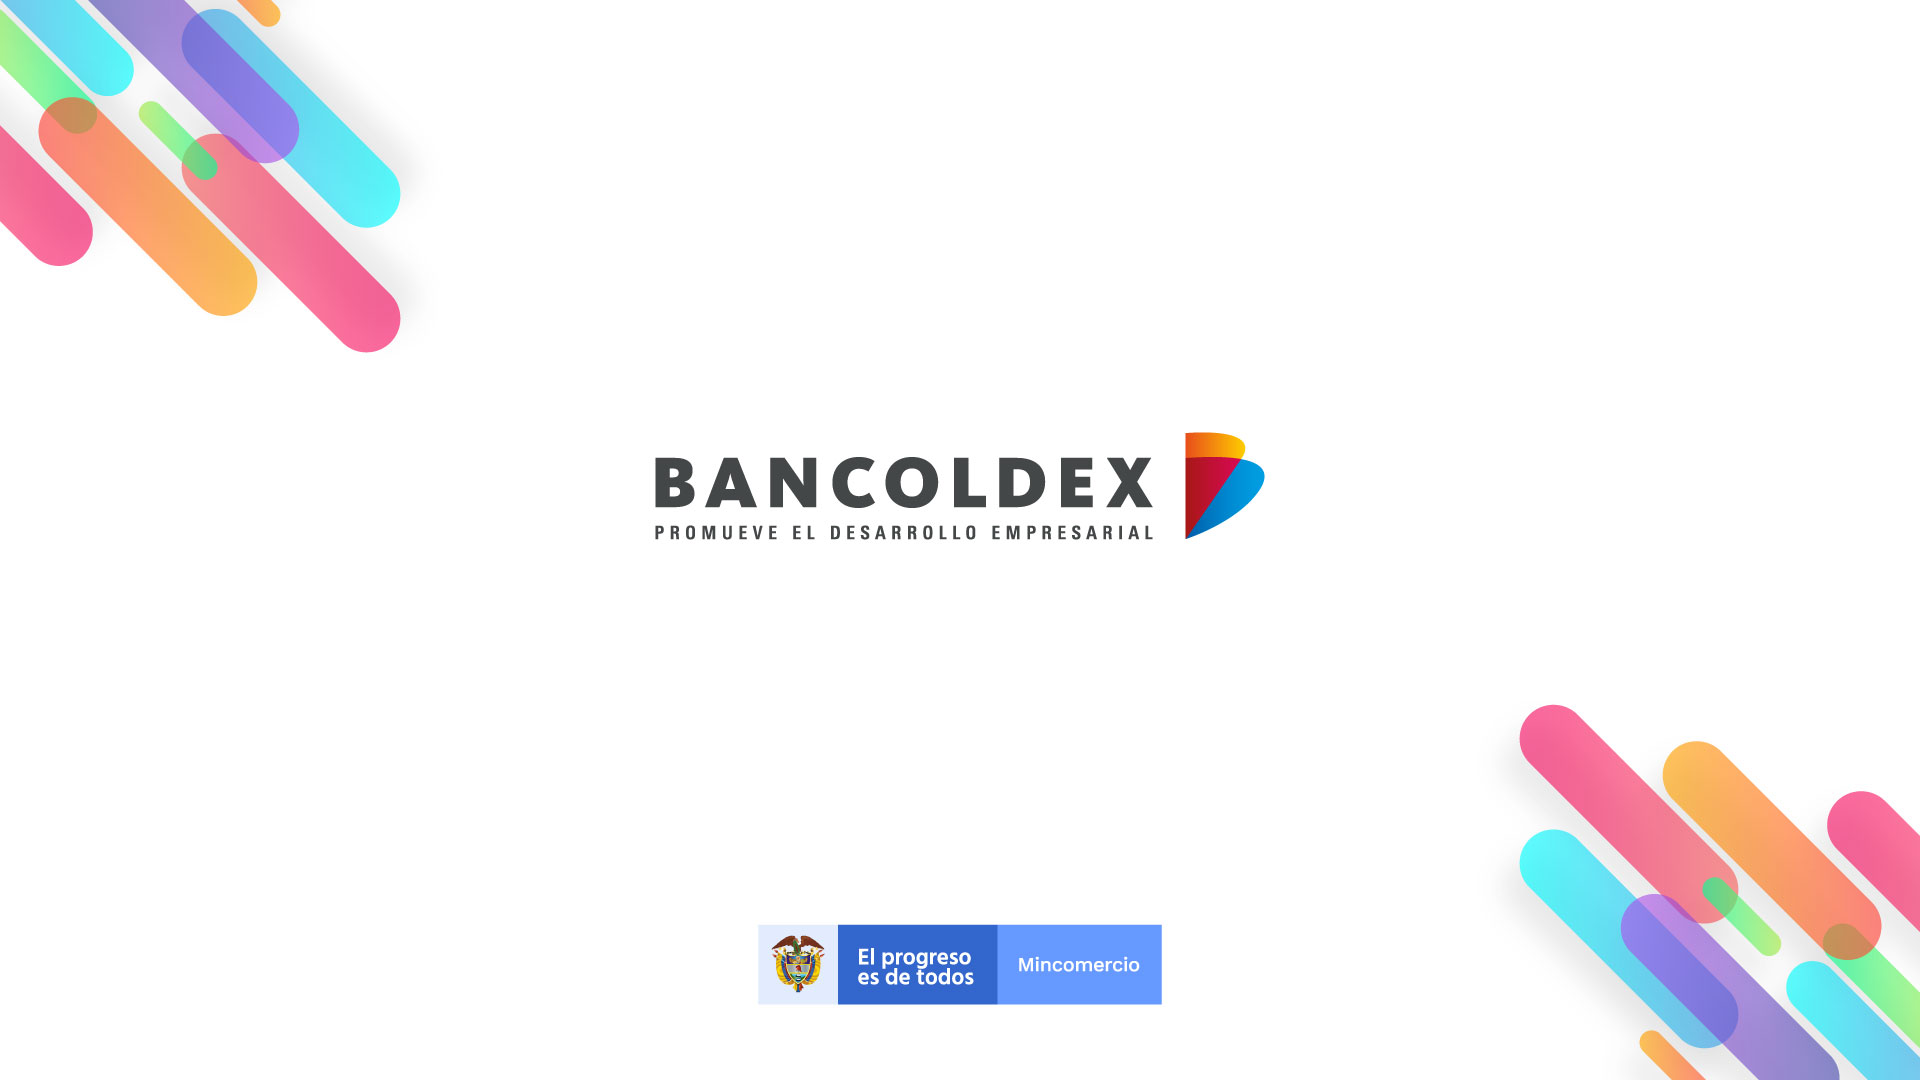 BANCOLDEX
PROMUEVE EL DESARROLLO EMPRESARIAL
El progreso
es de todos
Mincomercio